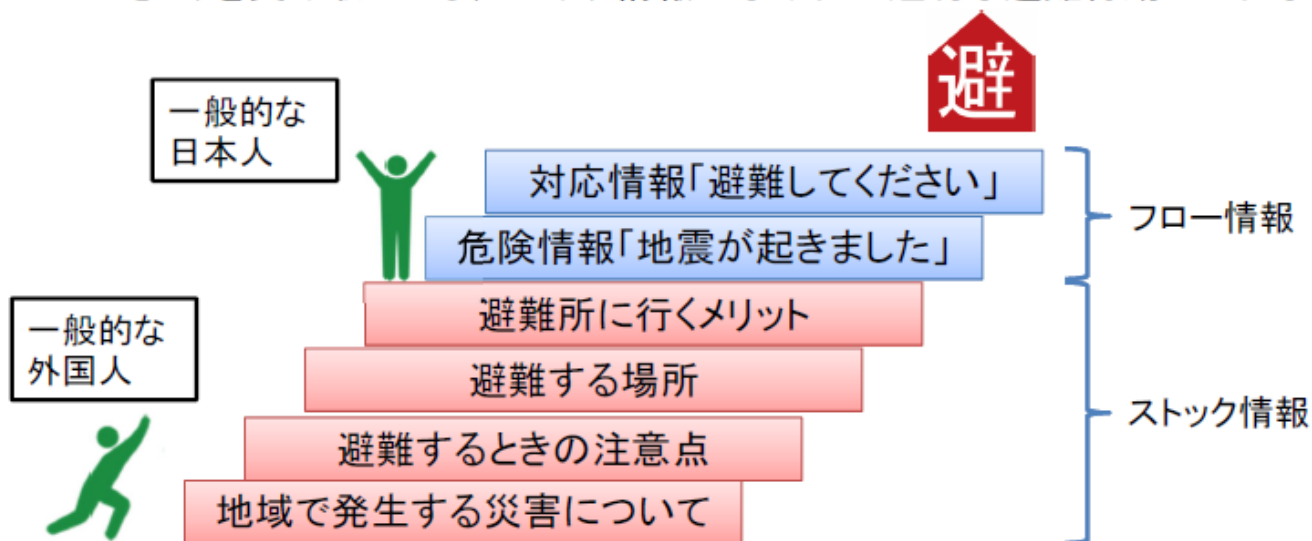 一般的な
日本人
避
対応情報「避難してください」
危険情報「地震が起きました」
フロー情報
避難所に行くメリット
一般的な
外国人
避難する場所
ストック情報
避難するときの注意点
地域で発生する災害について